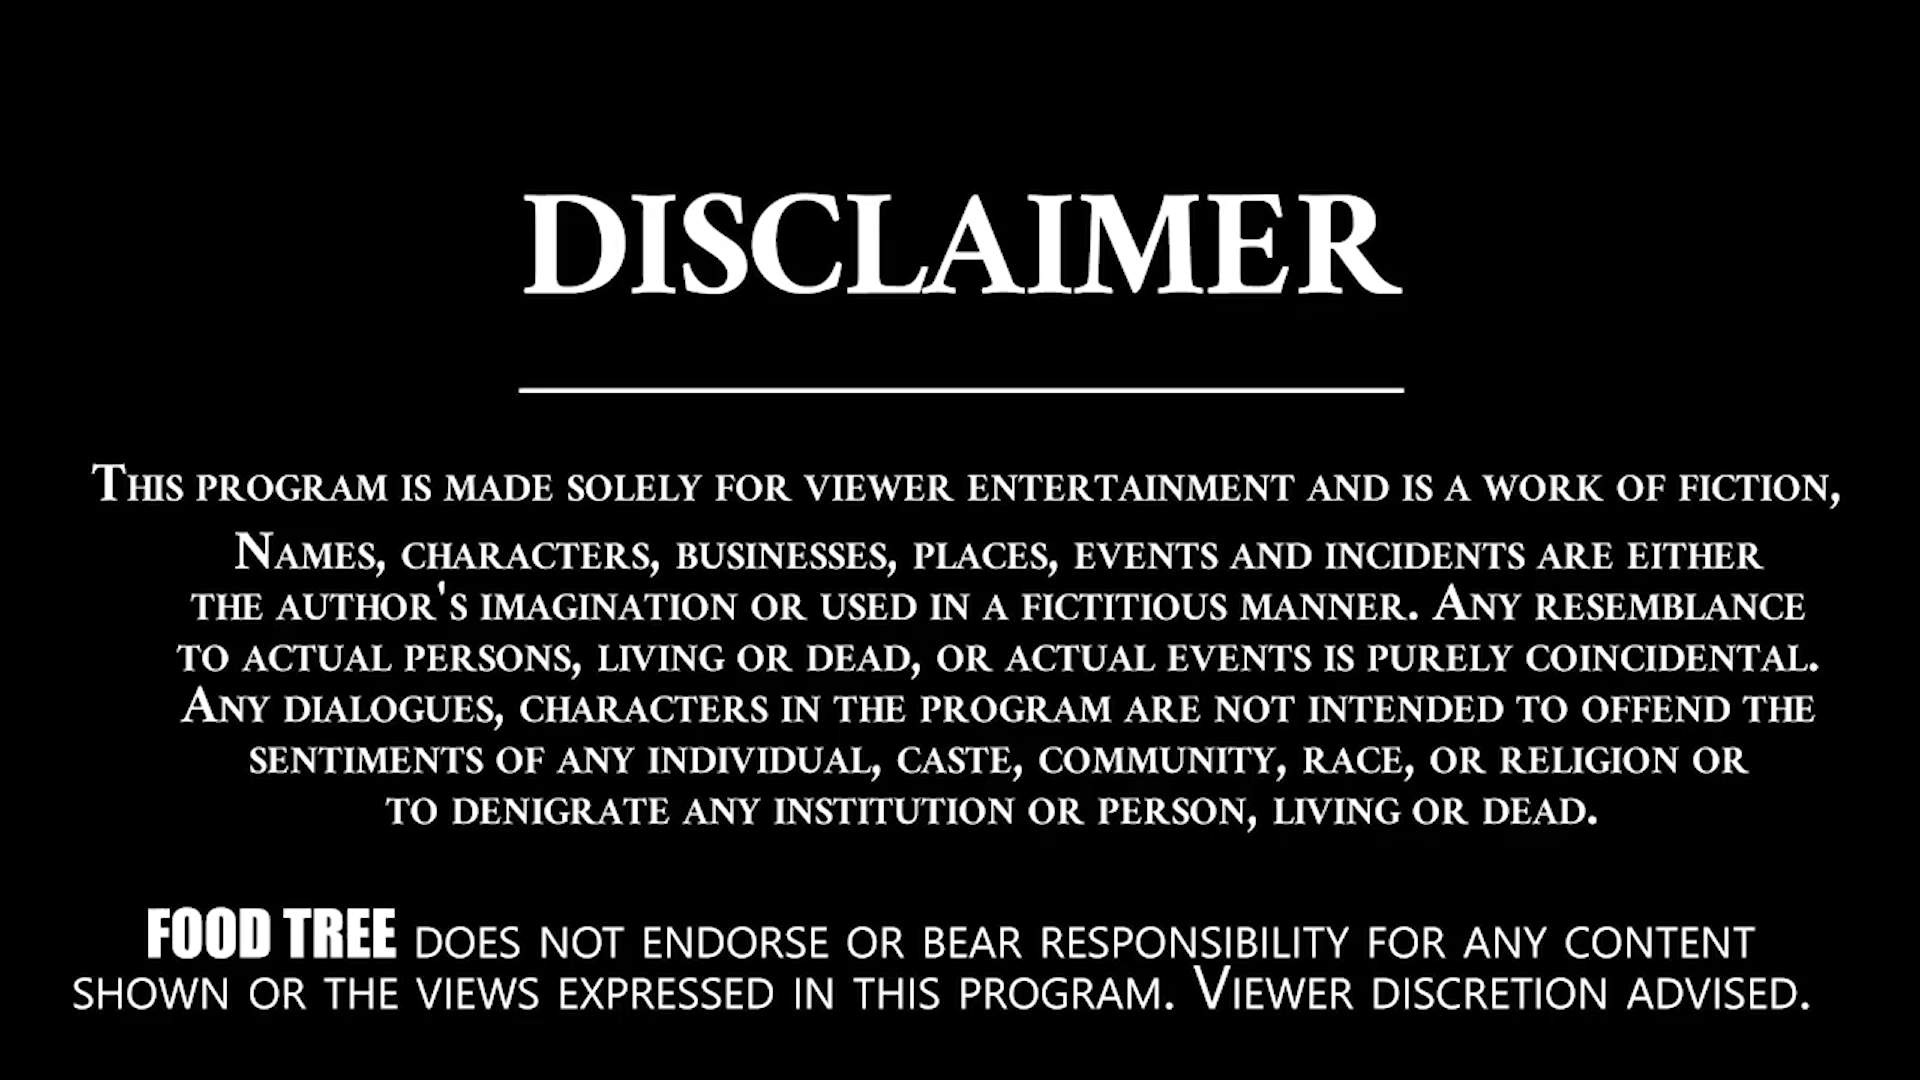 DISCLAIMER
This program is made solely for viewer entertainment and is a work of fiction,
Names, characters, businesses, places, events and incidents are either
the author's imagination or used in a fictitious manner. Any resemblance
to actual persons, living or dead, or actual events is purely coincidental.
Any dialogues, characters in the program are not intended to offend the
sentiments of any individual, caste, community, race, or religion or
to denigrate any institution or person, living or dead.
FOOD TREE does not endorse or bear responsibility for any content
shown or the views expressed in this program. Viewer discretion advised.